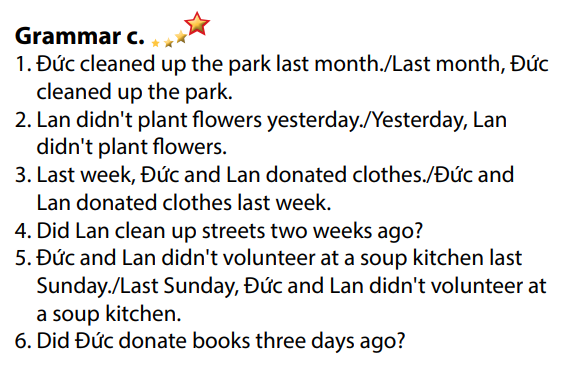 Grammar c.
1. Đức cleaned up the park last month./Last month, Đức
cleaned up the park.
2. Lan didn't plant flowers yesterday./Yesterday, Lan
didn't plant flowers.
3. Last week, Đức and Lan donated clothes./Đức and
Lan donated clothes last week.
4. Did Lan clean up streets two weeks ago?
5. Đức and Lan didn't volunteer at a soup kitchen last
Sunday./Last Sunday, Đức and Lan didn't volunteer at
a soup kitchen.
6. Did Đức donate books three days ago?